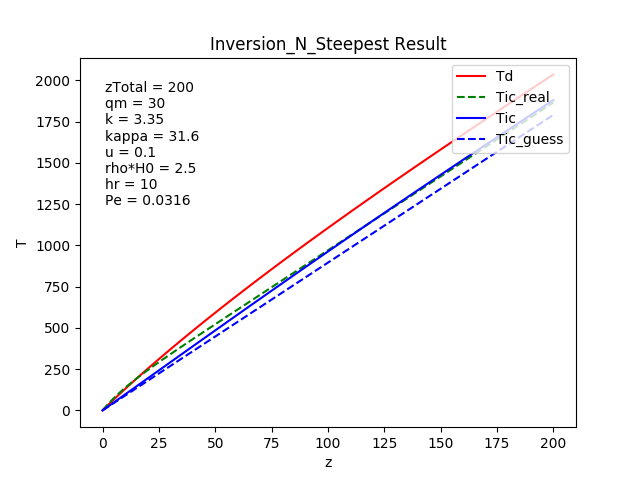 Inversion_N_Steepest Result
zTotal = 200
qm = 30
k = 3.35
kappa = 31.6
u = 0.1
rho*H0 = 2.5
hr = 10
Pe = 0.0316
Td
Tic_real
Tic
Tic_guess
T
2000
1750
1500
1250
1000
750
500
250
0
0
25
50
75
100
125
150
175
200
z